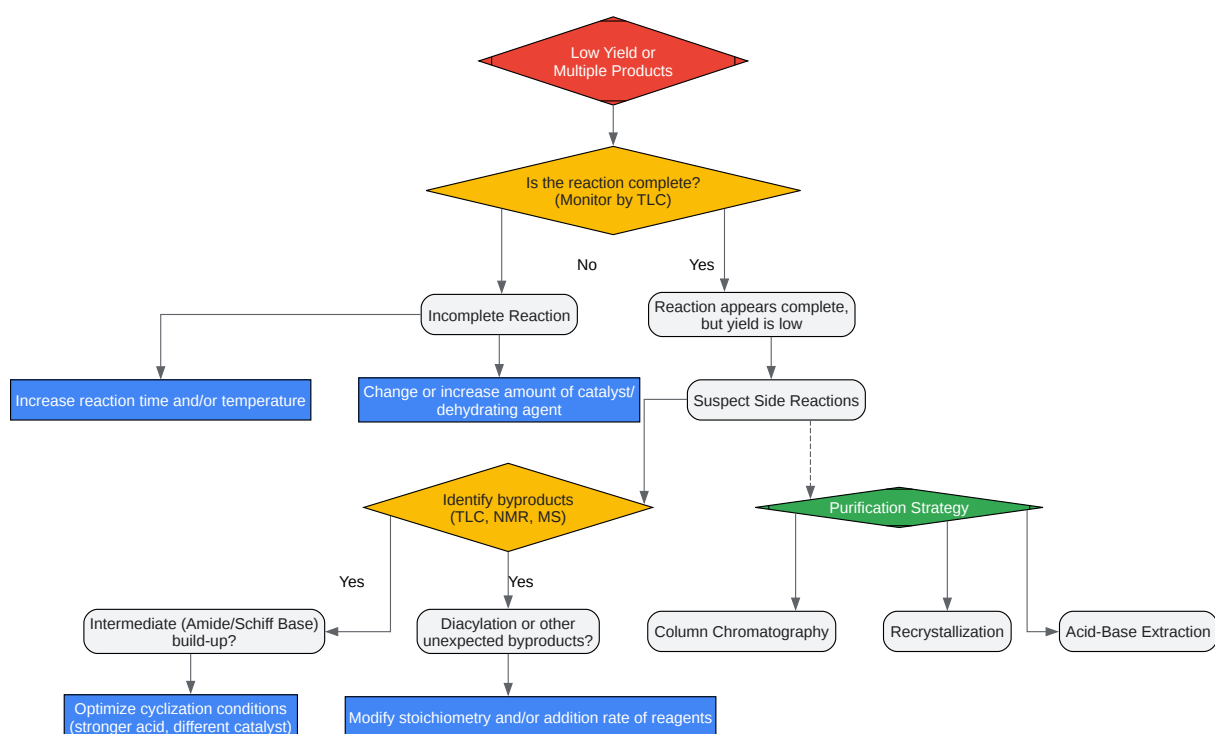 Low Yield or
Multiple Products
Is the reaction complete?
(Monitor by TLC)
No
Yes
Incomplete Reaction
Reaction appears complete,
but yield is low
Increase reaction time and/or temperature
Change or increase amount of catalyst/
dehydrating agent
Suspect Side Reactions
Identify byproducts
(TLC, NMR, MS)
Purification Strategy
Yes
Yes
Intermediate (Amide/Schiff Base)
build-up?
Diacylation or other
unexpected byproducts?
Column Chromatography
Recrystallization
Acid-Base Extraction
Optimize cyclization conditions
(stronger acid, different catalyst)
Modify stoichiometry and/or addition rate of reagents